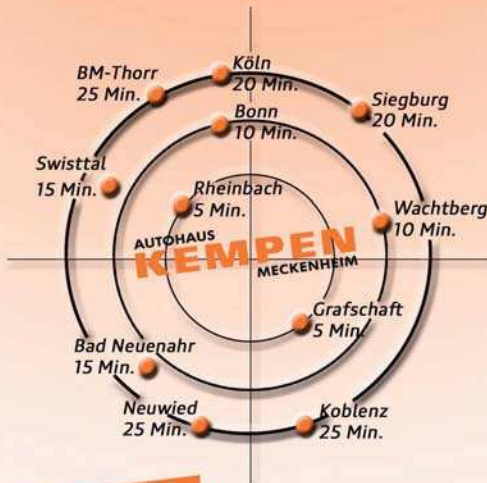 Köln
20 Min.
BM-Thorr
25 Min.
Siegburg
20 Min.
Bonn
10 Min.
Swisttal
15 Min.
Rheinbach
5 Min.
Wachtberg
10 Min.
AUTOHAUS
KEMPEN
MECKENHEIM
Grafschaft
5 Min.
Bad Neuenahr
15 Min.
Neuwied
25 Min.
Koblenz
25 Min.